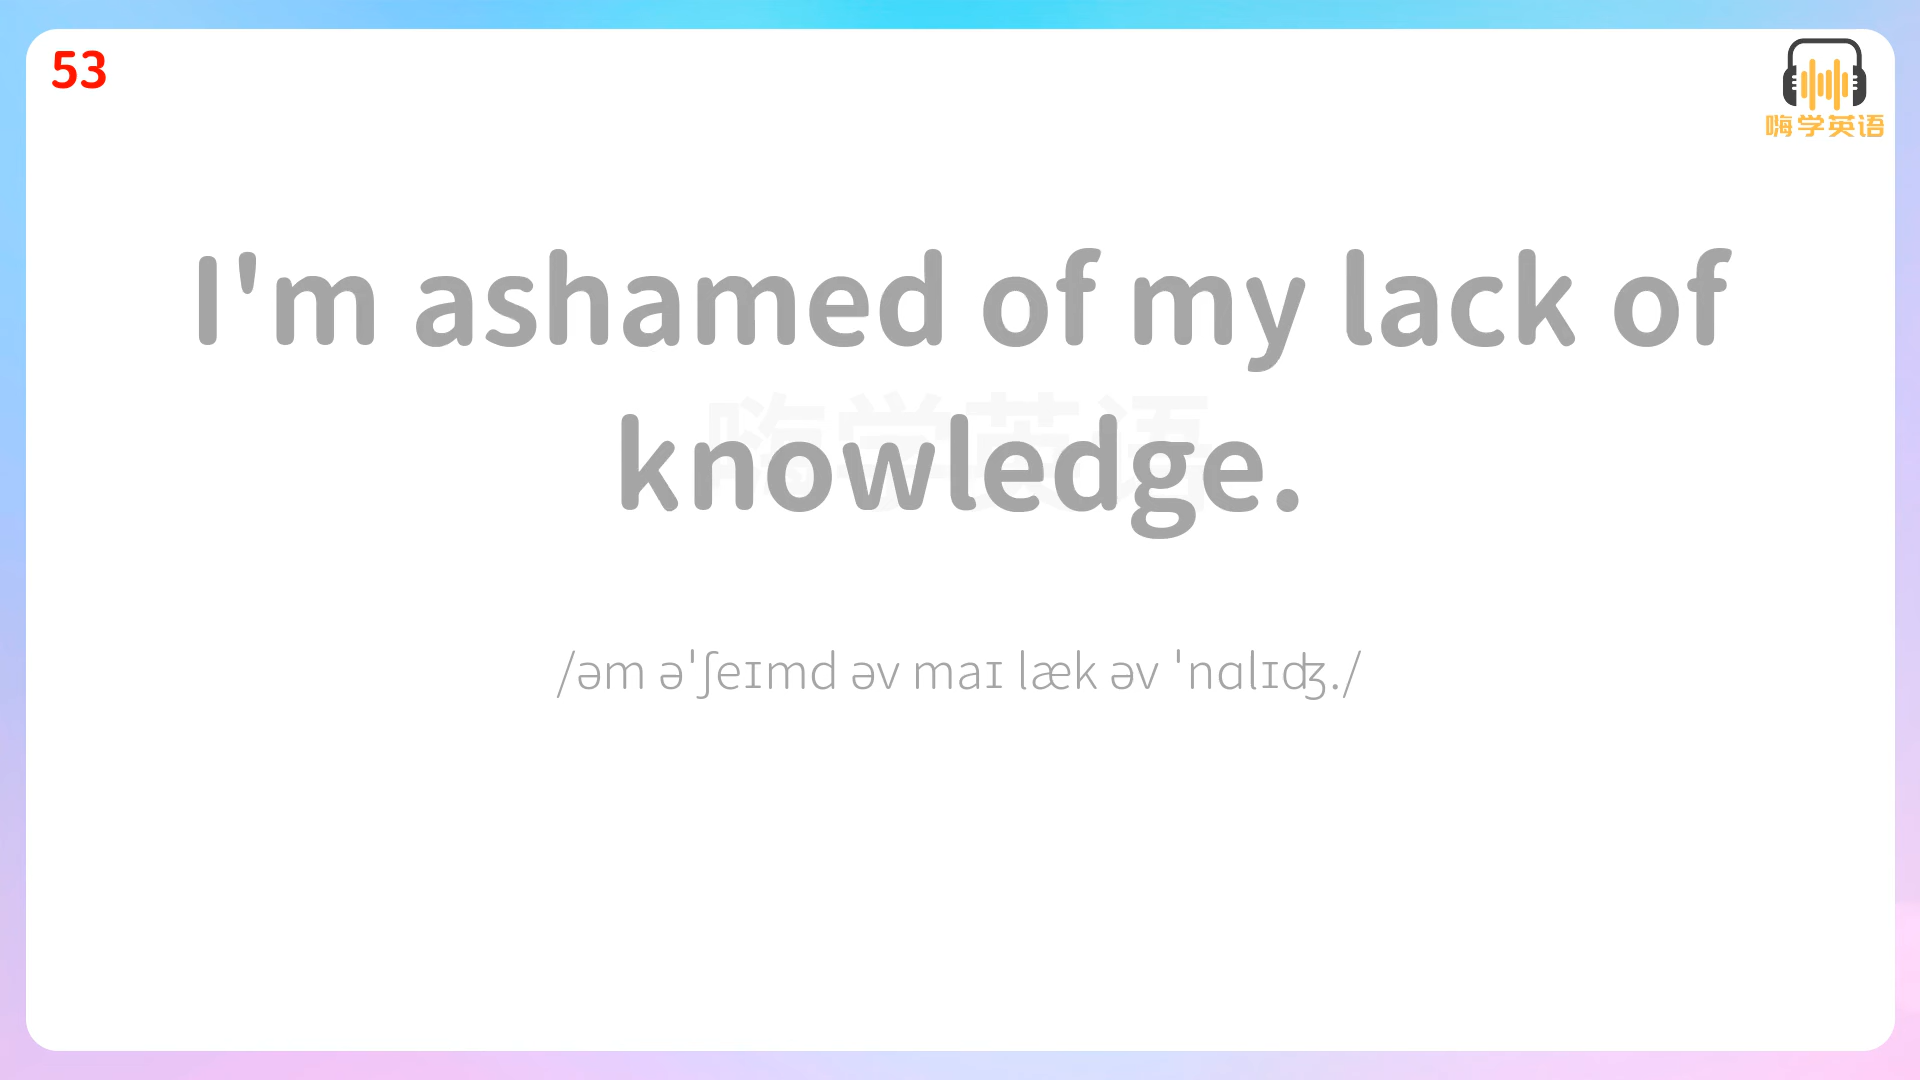 53
嗨学英语
I'm ashamed of my lack of
knowledge.
嗨学英语
/əm əˈʃeɪmd əv maɪ læk əv ˈnɑlɪʤ./